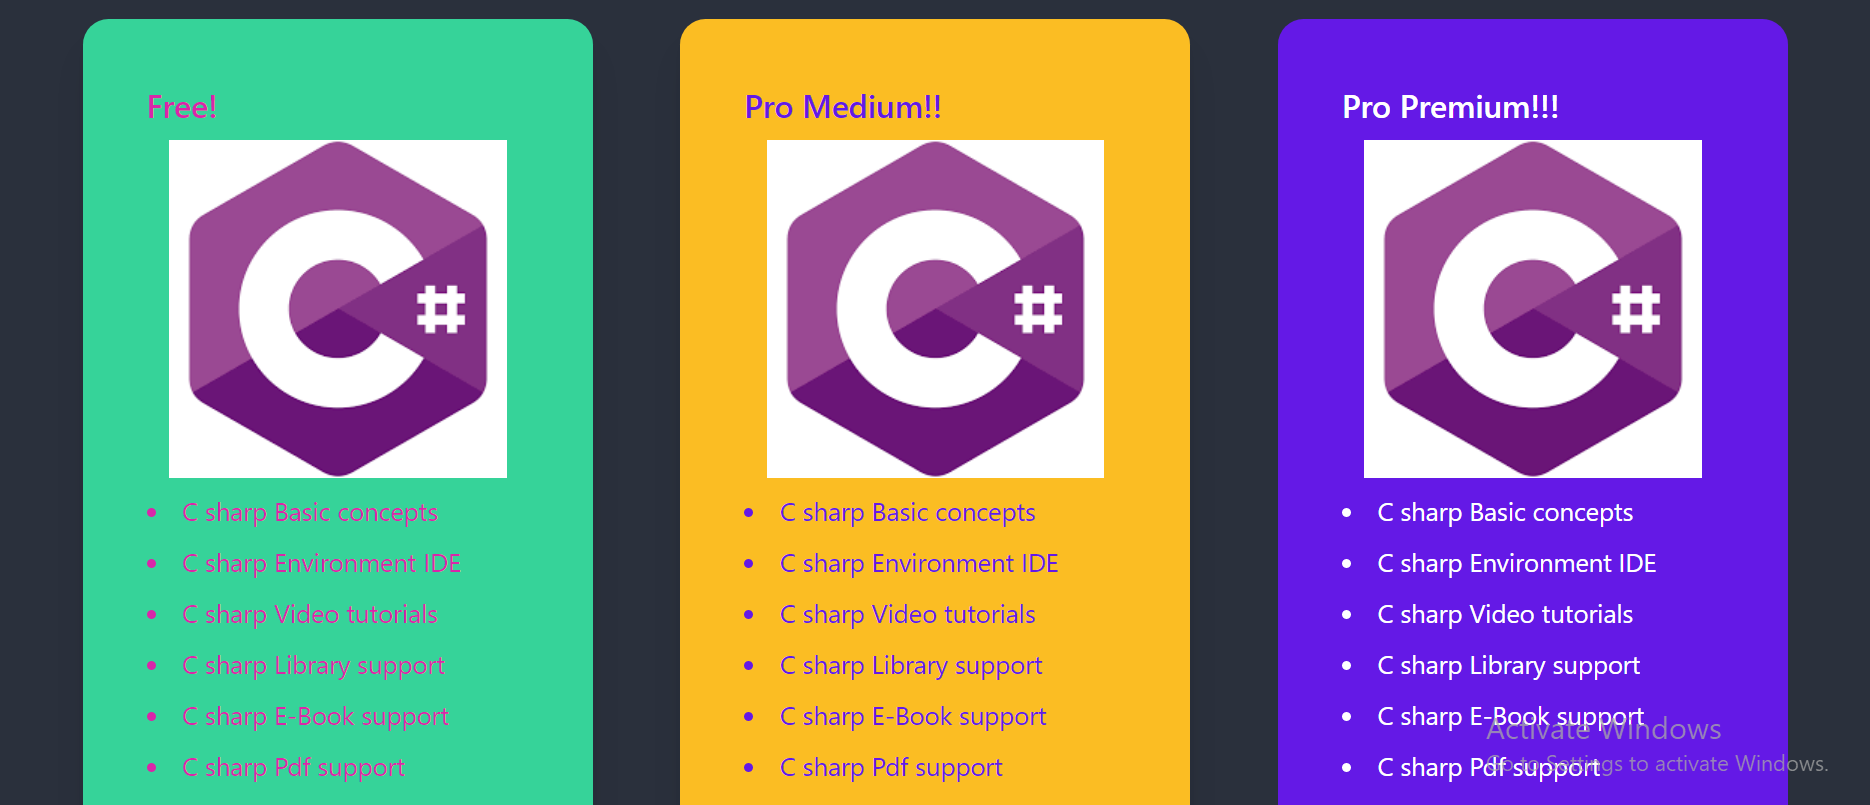 Free!
C #
C sharp Basic concepts
C sharp Environment IDE
C sharp Video tutorials
C sharp Library support
C sharp E-Book support
C sharp Pdf support
Pro Medium!!
C #
C sharp Basic concepts
C sharp Environment IDE
C sharp Video tutorials
C sharp Library support
C sharp E-Book support
C sharp Pdf support
Pro Premium!!!
C #
C sharp Basic concepts
C sharp Environment IDE
C sharp Video tutorials
C sharp Library support
C sharp E-Book support
C sharp Pdf support
Activate Windows
Go to Settings to activate Windows.